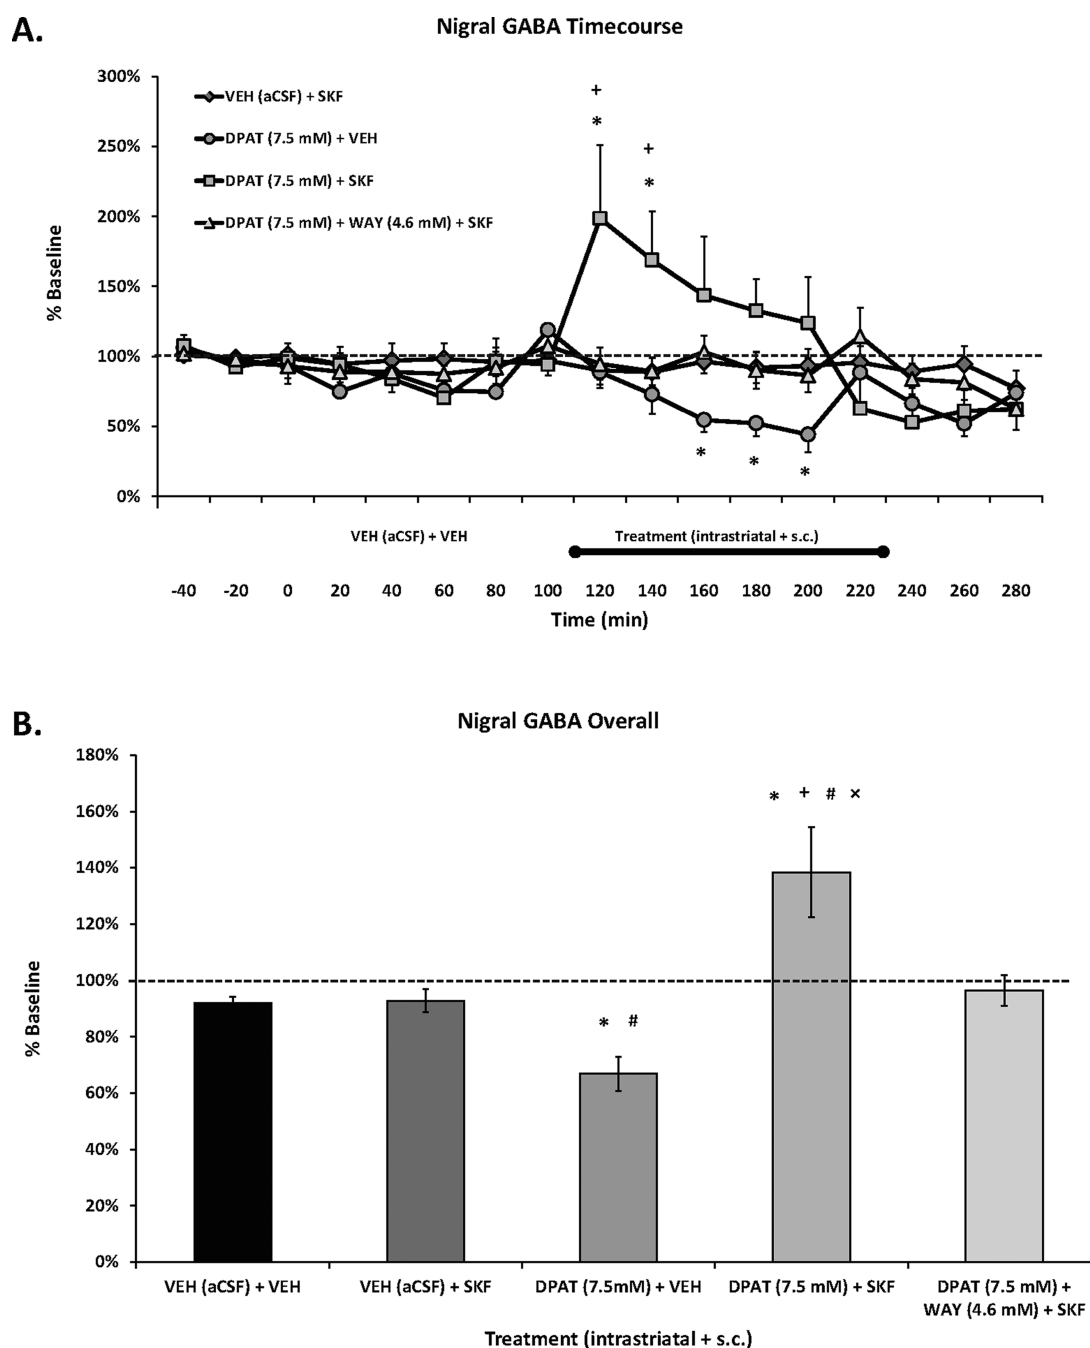 A.
Nigral GABA Timecourse
300%
250%
200%
150%
100%
50%
0%
% Baseline
VEH (aCSF) + SKF
DPAT (7.5 mM) + VEH
DPAT (7.5 mM) + SKF
DPAT (7.5 mM) + WAY (4.6 mM) + SKF
+
*
+
*
* * *
VEH (aCSF) + VEH Treatment (intrastriatal + s.c.)
-40 -20 0 20 40 60 80 100 120 140 160 180 200 220 240 260 280
Time (min)
B.
Nigral GABA Overall
180%
160%
140%
120%
100%
80%
60%
40%
20%
0%
% Baseline
* + # ×
* #
VEH (aCSF) + VEH VEH (aCSF) + SKF DPAT (7.5mM) + VEH DPAT (7.5 mM) + SKF DPAT (7.5 mM) +
WAY (4.6 mM) + SKF
Treatment (intrastriatal + s.c.)